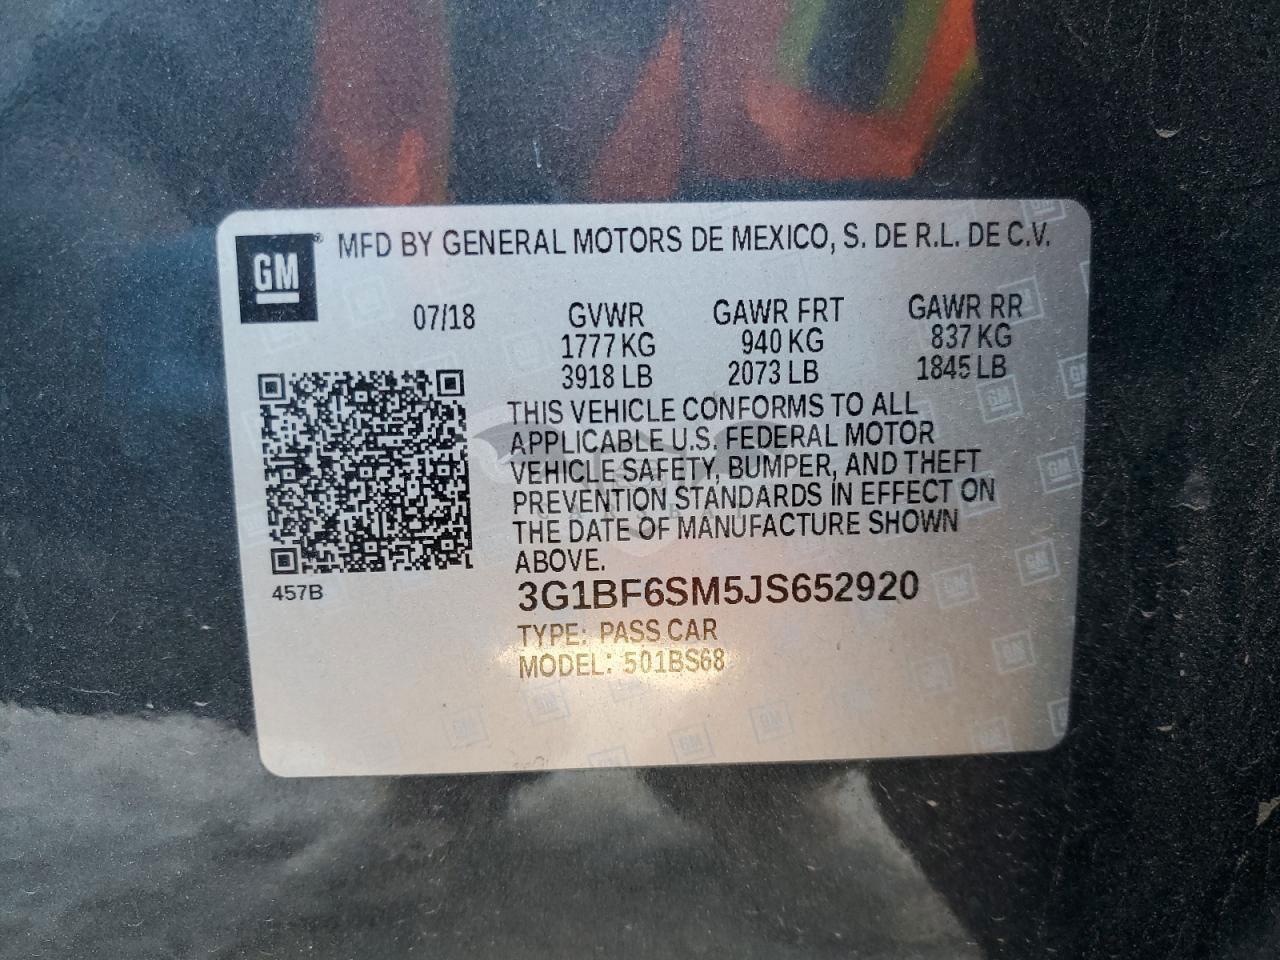 GM® MFD BY GENERAL MOTORS DE MEXICO, S. DE R.L. DE C.V.
07/18 GVWR GAWR FRT GAWR RR
1777 KG 940 KG 837 KG
3918 LB 2073 LB 1845 LB
THIS VEHICLE CONFORMS TO ALL
APPLICABLE U.S. FEDERAL MOTOR
VEHICLE SAFETY, BUMPER, AND THEFT
PREVENTION STANDARDS IN EFFECT ON
THE DATE OF MANUFACTURE SHOWN
ABOVE.
457B
3G1BF6SM5JS652920
TYPE: PASS CAR
MODEL: 501BS68